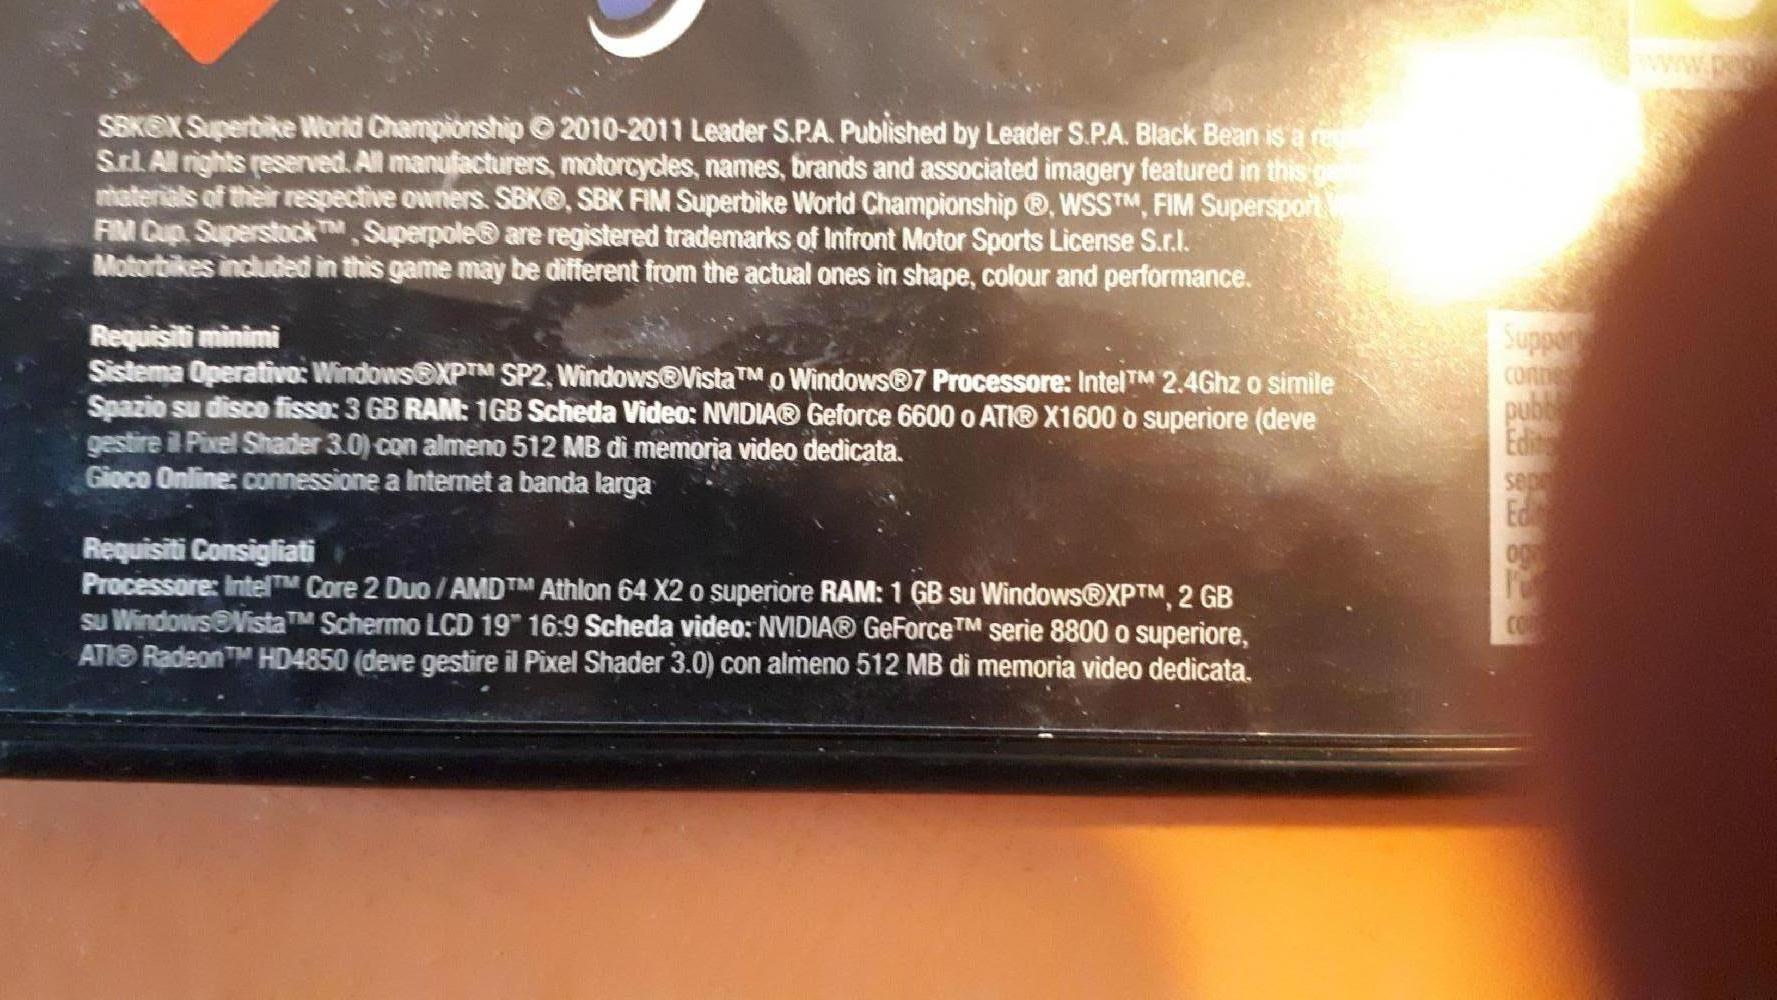 SBK®X Superbike World Championship © 2010-2011 Leader S.P.A. Published by Leader S.P.A. Black Bean is a
S.r.l. All rights reserved. All manufacturers, motorcycles, names, brands and associated imagery featured in this
materials of their respective owners. SBK®, SBK FIM Superbike World Championship ®, WSS™, FIM Supersport
FIM Cup, Superstock™, Superpole® are registered trademarks of Infront Motor Sports License S.r.l.
Motorbikes included in this game may be different from the actual ones in shape, colour and performance.
Requisiti minimi
Sistema Operativo: Windows®XP™ SP2, Windows®Vista™ o Windows®7 Processore: Intel™ 2.4Ghz o simile
Spazio su disco fisso: 3 GB RAM: 1GB Scheda Video: NVIDIA® Geforce 6600 o ATI® X1600 o superiore (deve
gestire il Pixel Shader 3.0) con almeno 512 MB di memoria video dedicata.
Gioco Online: connessione a Internet a banda larga
Requisiti Consigliati
Processore: Intel™ Core 2 Duo / AMD™ Athlon 64 X2 o superiore RAM: 1 GB su Windows®XP™, 2 GB
su Windows®Vista™ Schermo LCD 19" 16:9 Scheda video: NVIDIA® GeForce™ serie 8800 o superiore,
ATI® Radeon™ HD4850 (deve gestire il Pixel Shader 3.0) con almeno 512 MB di memoria video dedicata.